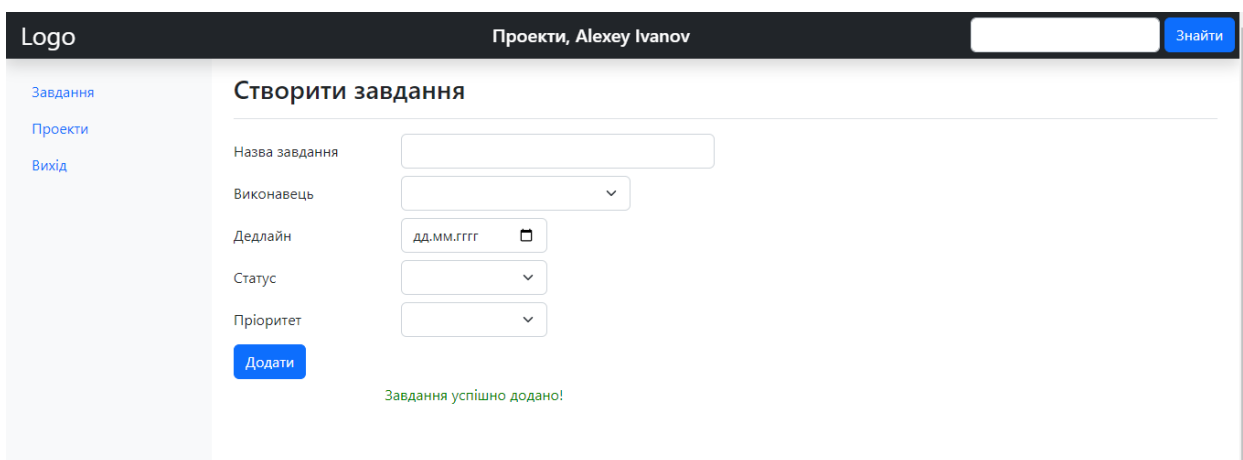 Logo
Проекти, Alexey Ivanov
Знайти
Завдання
Проекти
Вихід
Створити завдання
Назва завдання
Виконавець
Дедлайн
дд.мм.гггг
Статус
Пріоритет
Додати
Завдання успішно додано!